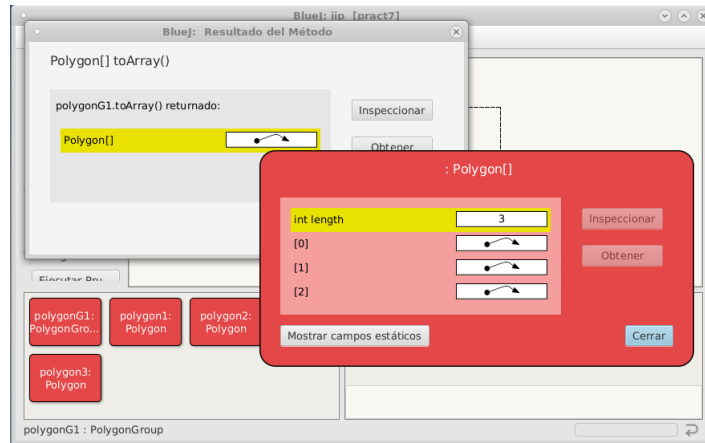 BlueJ: iip [pract7]
BlueJ: Resultado del Método
Polygon[] toArray()
polygonG1.toArray() returnado:
Inspeccionar
Polygon[]
Obtener
: Polygon[]
int length 3
Inspeccionar
[0]
Obtener
[1]
[2]
Mostrar campos estáticos
Cerrar
Ejecutar Pru
polygonG1:
PolygonGro...
polygon1:
Polygon
polygon2:
Polygon
polygon3:
Polygon
polygonG1 : PolygonGroup